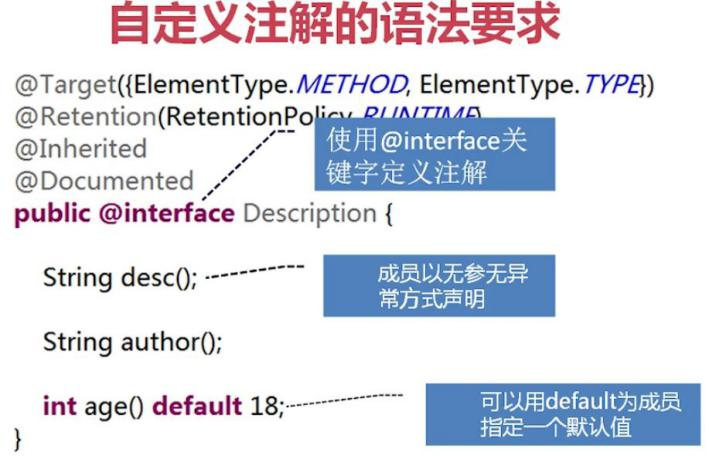 自定义注解的语法要求
@Target({ElementType.METHOD, ElementType.TYPE})
@Retention(RetentionPolicy.RUNTIME)
@Inherited
@Documented
使用@interface关
键字定义注解
public @interface Description {
String desc();
成员以无参无异
常方式声明
String author();
int age() default 18;
可以用default为成员
指定一个默认值
}